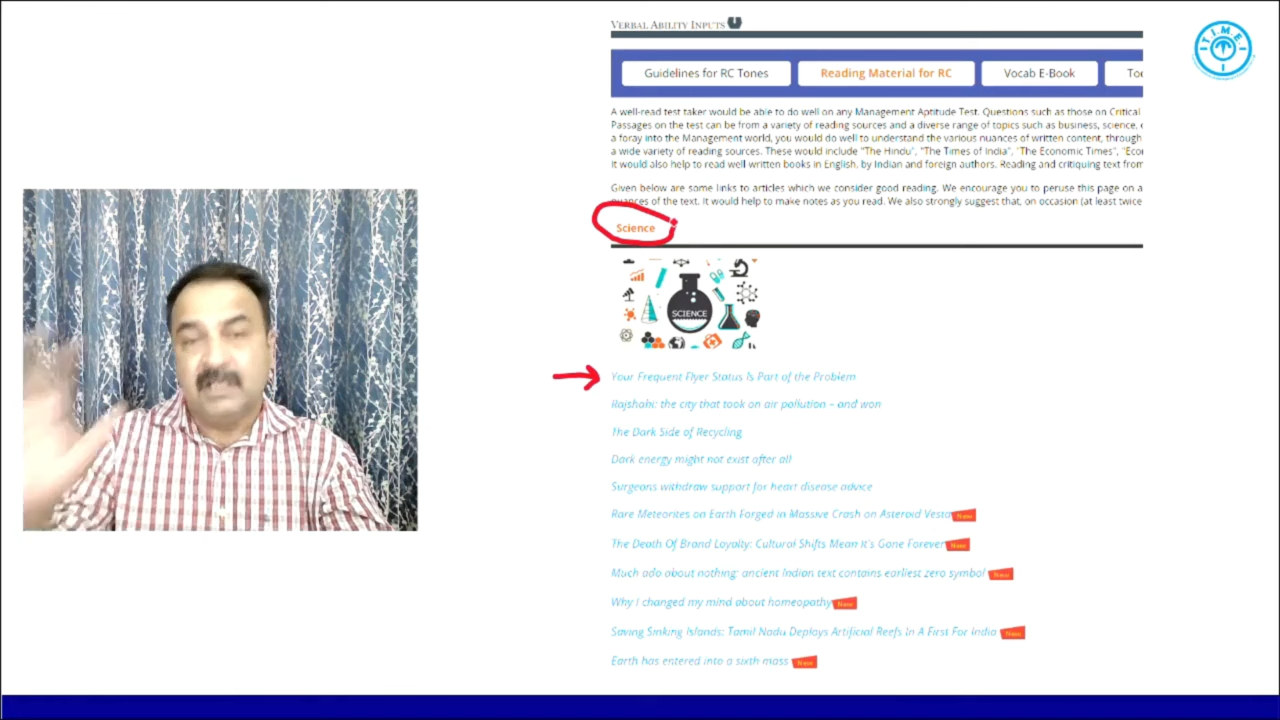 VERBAL ABILITY INPUTS
T.I.M.E.
Guidelines for RC Tones
Reading Material for RC
Vocab E-Book
A well-read test taker would be able to do well on any Management Aptitude Test. Questions such as those on Critical
Passages on the test can be from a variety of reading sources and a diverse range of topics such as business, science,
a foray into the Management world, you would do well to understand the various nuances of written content, through
a wide variety of reading sources. These would include "The Hindu", "The Times of India", "The Economic Times",
It would also help to read well written books in English, by Indian and foreign authors. Reading and critiquing text from
Given below are some links to articles which we consider good reading. We encourage you to peruse this page on a
nuances of the text. It would help to make notes as you read. We also strongly suggest that, on occasion (at least twice
Science
SCIENCE
Your Frequent Flyer Status Is Part of the Problem
Rajshahi: the city that took on air pollution – and won
The Dark Side of Recycling
Dark energy might not exist after all
Surgeons withdraw support for heart disease advice
Rare Meteorites on Earth Forged in Massive Crash on Asteroid Vesta New
The Death Of Brand Loyalty: Cultural Shifts Mean It's Gone Forever New
Much ado about nothing: ancient Indian text contains earliest zero symbol New
Why I changed my mind about homeopathy New
Saving Sinking Islands: Tamil Nadu Deploys Artificial Reefs In A First For India New
Earth has entered into a sixth mass New